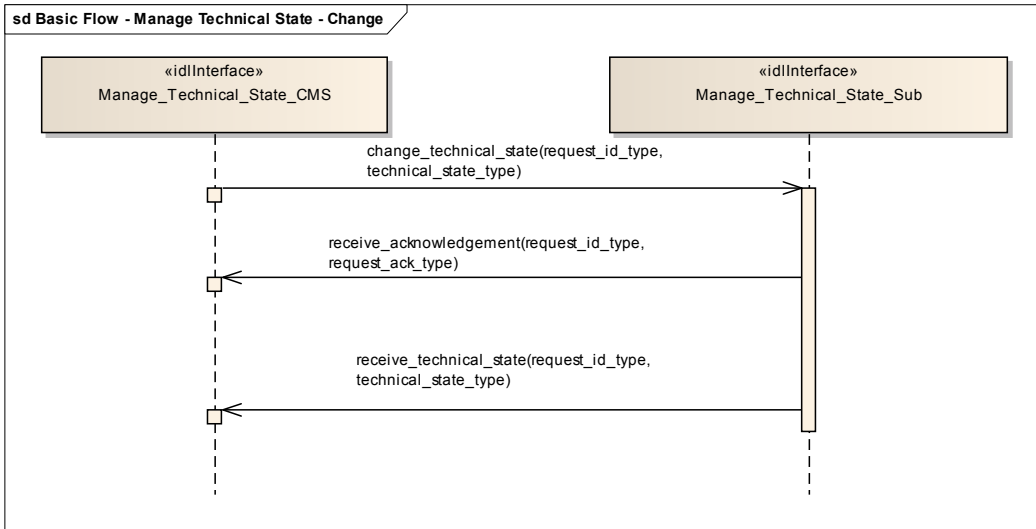 sd Basic Flow - Manage Technical State - Change
«idlInterface»
Manage_Technical_State_CMS
«idlInterface»
Manage_Technical_State_Sub
change_technical_state(request_id_type,
technical_state_type)
receive_acknowledgement(request_id_type,
request_ack_type)
receive_technical_state(request_id_type,
technical_state_type)